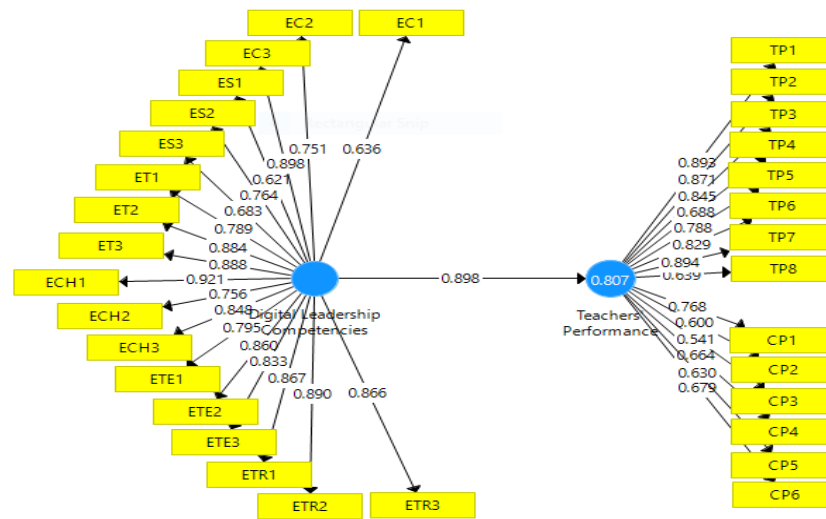 EC2
EC1
EC3
ES1
ES2
ES3
ET1
ET2
ET3
ECH1
ECH2
ECH3
ETE1
ETE2
ETE3
ETR1
ETR2
ETR3
0.751
0.636
0.898
0.621
0.764
0.683
0.789
0.884
0.888
0.921
0.756
0.848
0.795
0.860
0.833
0.867
0.890
0.866
Digital Leadership
Competencies
0.898
0.807
Teachers
Performance
0.893
0.871
0.845
0.688
0.788
0.829
0.894
0.639
0.768
0.600
0.541
0.664
0.630
0.679
TP1
TP2
TP3
TP4
TP5
TP6
TP7
TP8
CP1
CP2
CP3
CP4
CP5
CP6